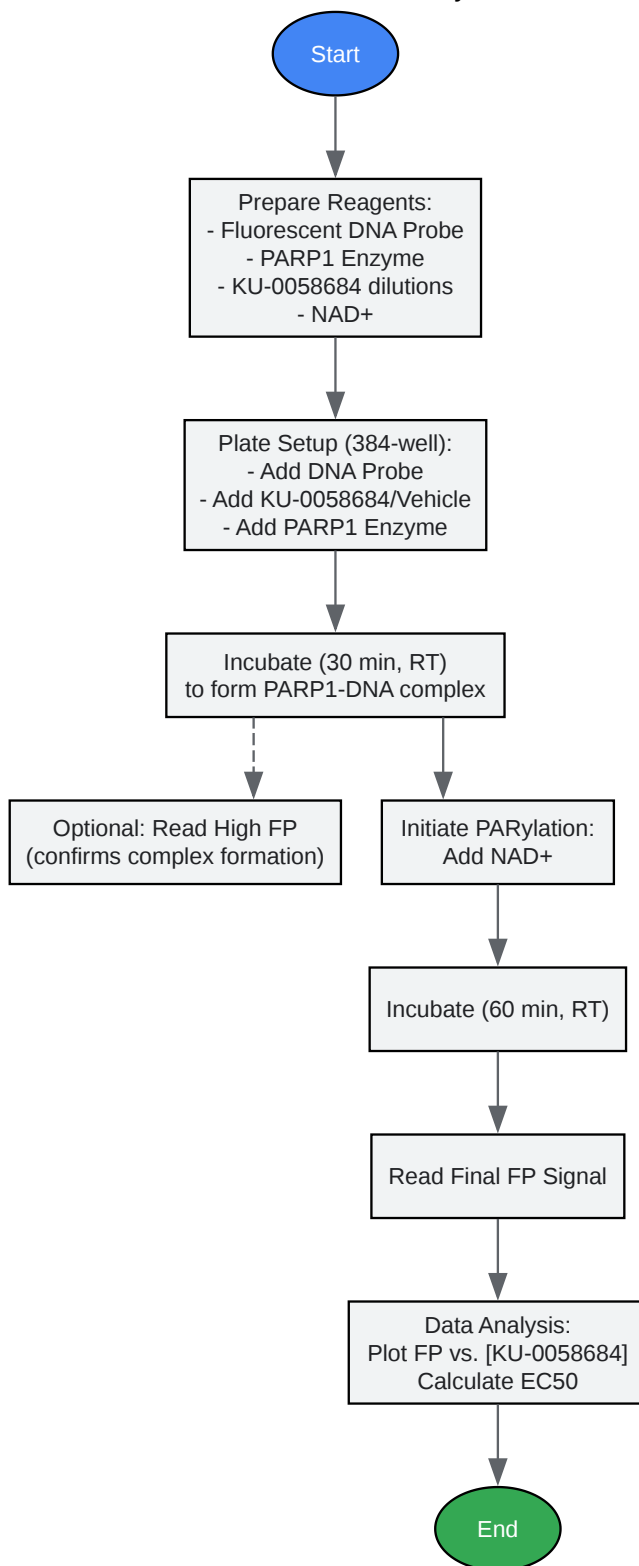 Start
Prepare Reagents:
- Fluorescent DNA Probe
- PARP1 Enzyme
- KU-0058684 dilutions
- NAD+
Plate Setup (384-well):
- Add DNA Probe
- Add KU-0058684/Vehicle
- Add PARP1 Enzyme
Incubate (30 min, RT)
to form PARP1-DNA complex
Optional: Read High FP
(confirms complex formation)
Initiate PARylation:
Add NAD+
Incubate (60 min, RT)
Read Final FP Signal
Data Analysis:
Plot FP vs. [KU-0058684]
Calculate EC50
End